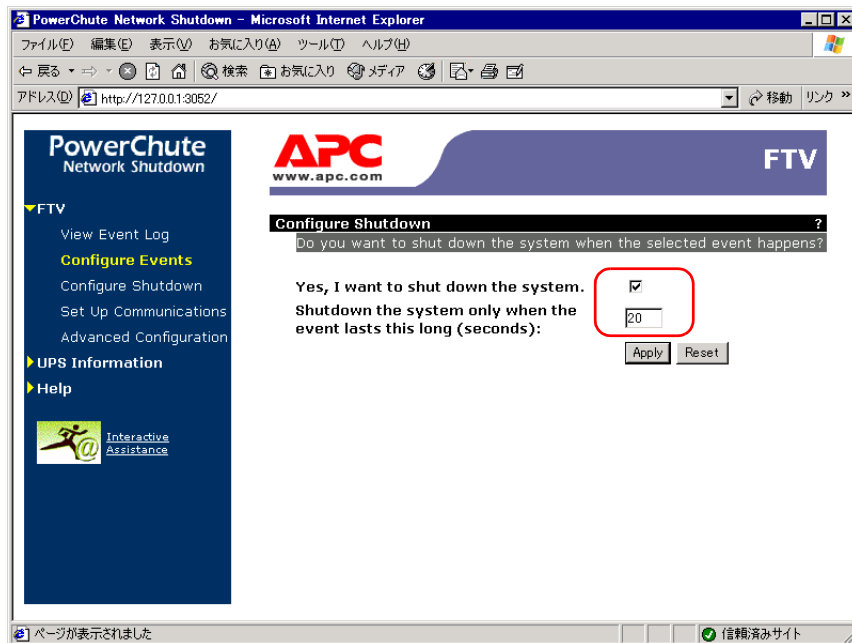 PowerChute Network Shutdown - Microsoft Internet Explorer
ファイル(F) 編集(E) 表示(V) お気に入り(A) ツール(T) ヘルプ(H)
戻る 検索 お気に入り メディア
アドレス(D) http://127.0.0.1:3052/ 移動 リンク »
PowerChute
Network Shutdown
APC
www.apc.com
FTV
FTV
View Event Log
Configure Events
Configure Shutdown
Set Up Communications
Advanced Configuration
UPS Information
Help
Interactive
Assistance
Configure Shutdown ?
Do you want to shut down the system when the selected event happens?
Yes, I want to shut down the system.
Shutdown the system only when the
event lasts this long (seconds):
20
Apply Reset
ページが表示されました 信頼済みサイト